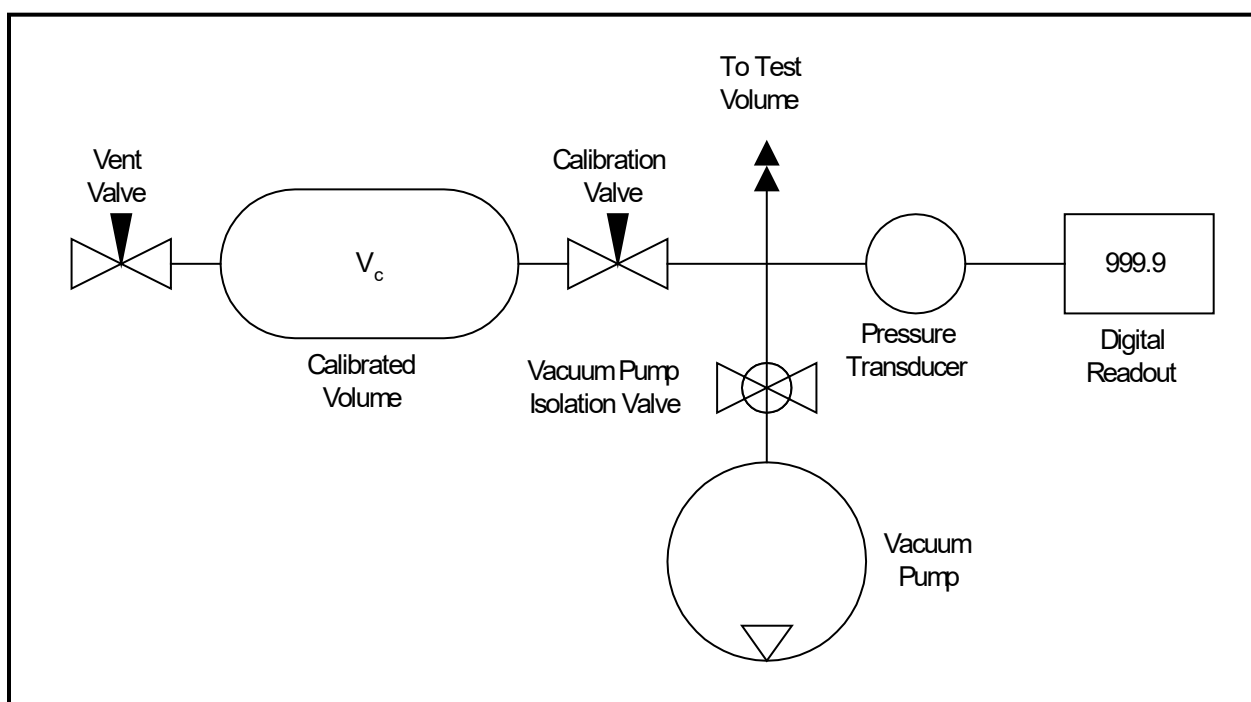 To Test
Volume
Vent
Valve
Calibration
Valve
V_c
999.9
Calibrated
Volume
Vacuum Pump
Isolation Valve
Pressure
Transducer
Digital
Readout
Vacuum
Pump